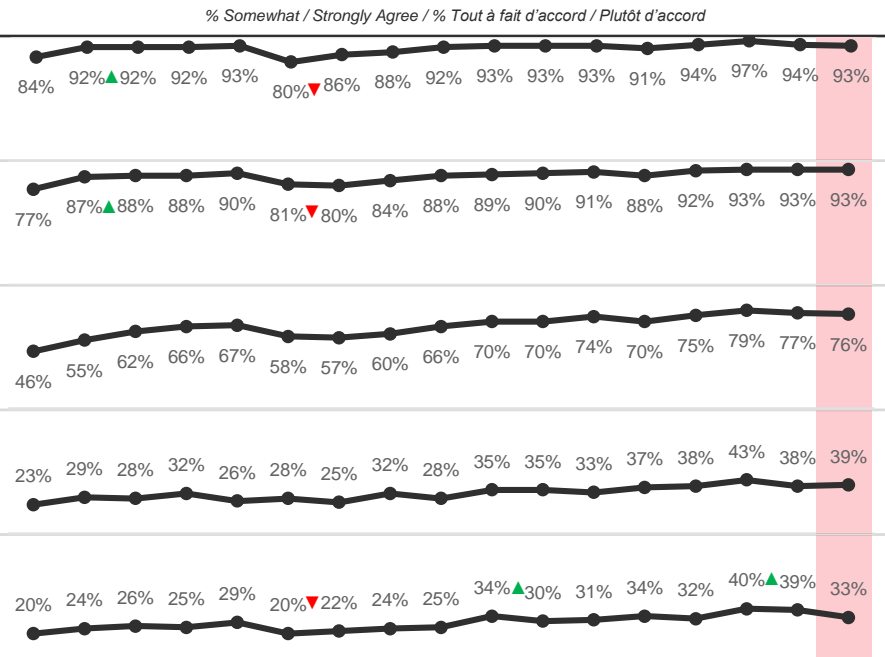 % Somewhat / Strongly Agree / % Tout à fait d'accord / Plutôt d'accord
84% 92% 92% 92% 93% 80% 86% 88% 92% 93% 93% 93% 91% 94% 97% 94% 93%
77% 87% 88% 88% 90% 81% 80% 84% 88% 89% 90% 91% 88% 92% 93% 93% 93%
46% 55% 62% 66% 67% 58% 57% 60% 66% 70% 70% 74% 70% 75% 79% 77% 76%
23% 29% 28% 32% 26% 28% 25% 32% 28% 35% 35% 33% 37% 38% 43% 38% 39%
20% 24% 26% 25% 29% 20% 22% 24% 25% 34% 30% 31% 34% 32% 40% 39% 33%